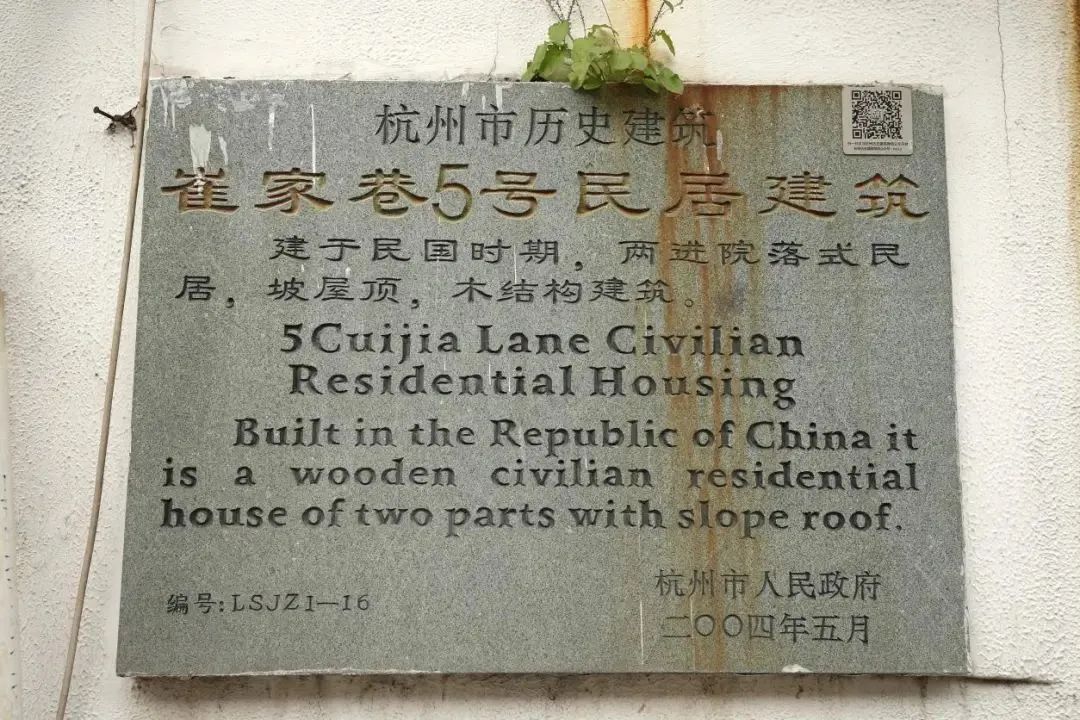 杭州市历史建筑
崔家巷5号民居建筑
建于民国时期，两进院落式民
居，坡屋顶，木结构建筑。
5Cuijia Lane Civilian
Residential Housing
Built in the Republic of China it
is a wooden civilian residential
house of two parts with slope roof.
编号:LSJZ1—16
杭州市人民政府
二〇〇四年五月